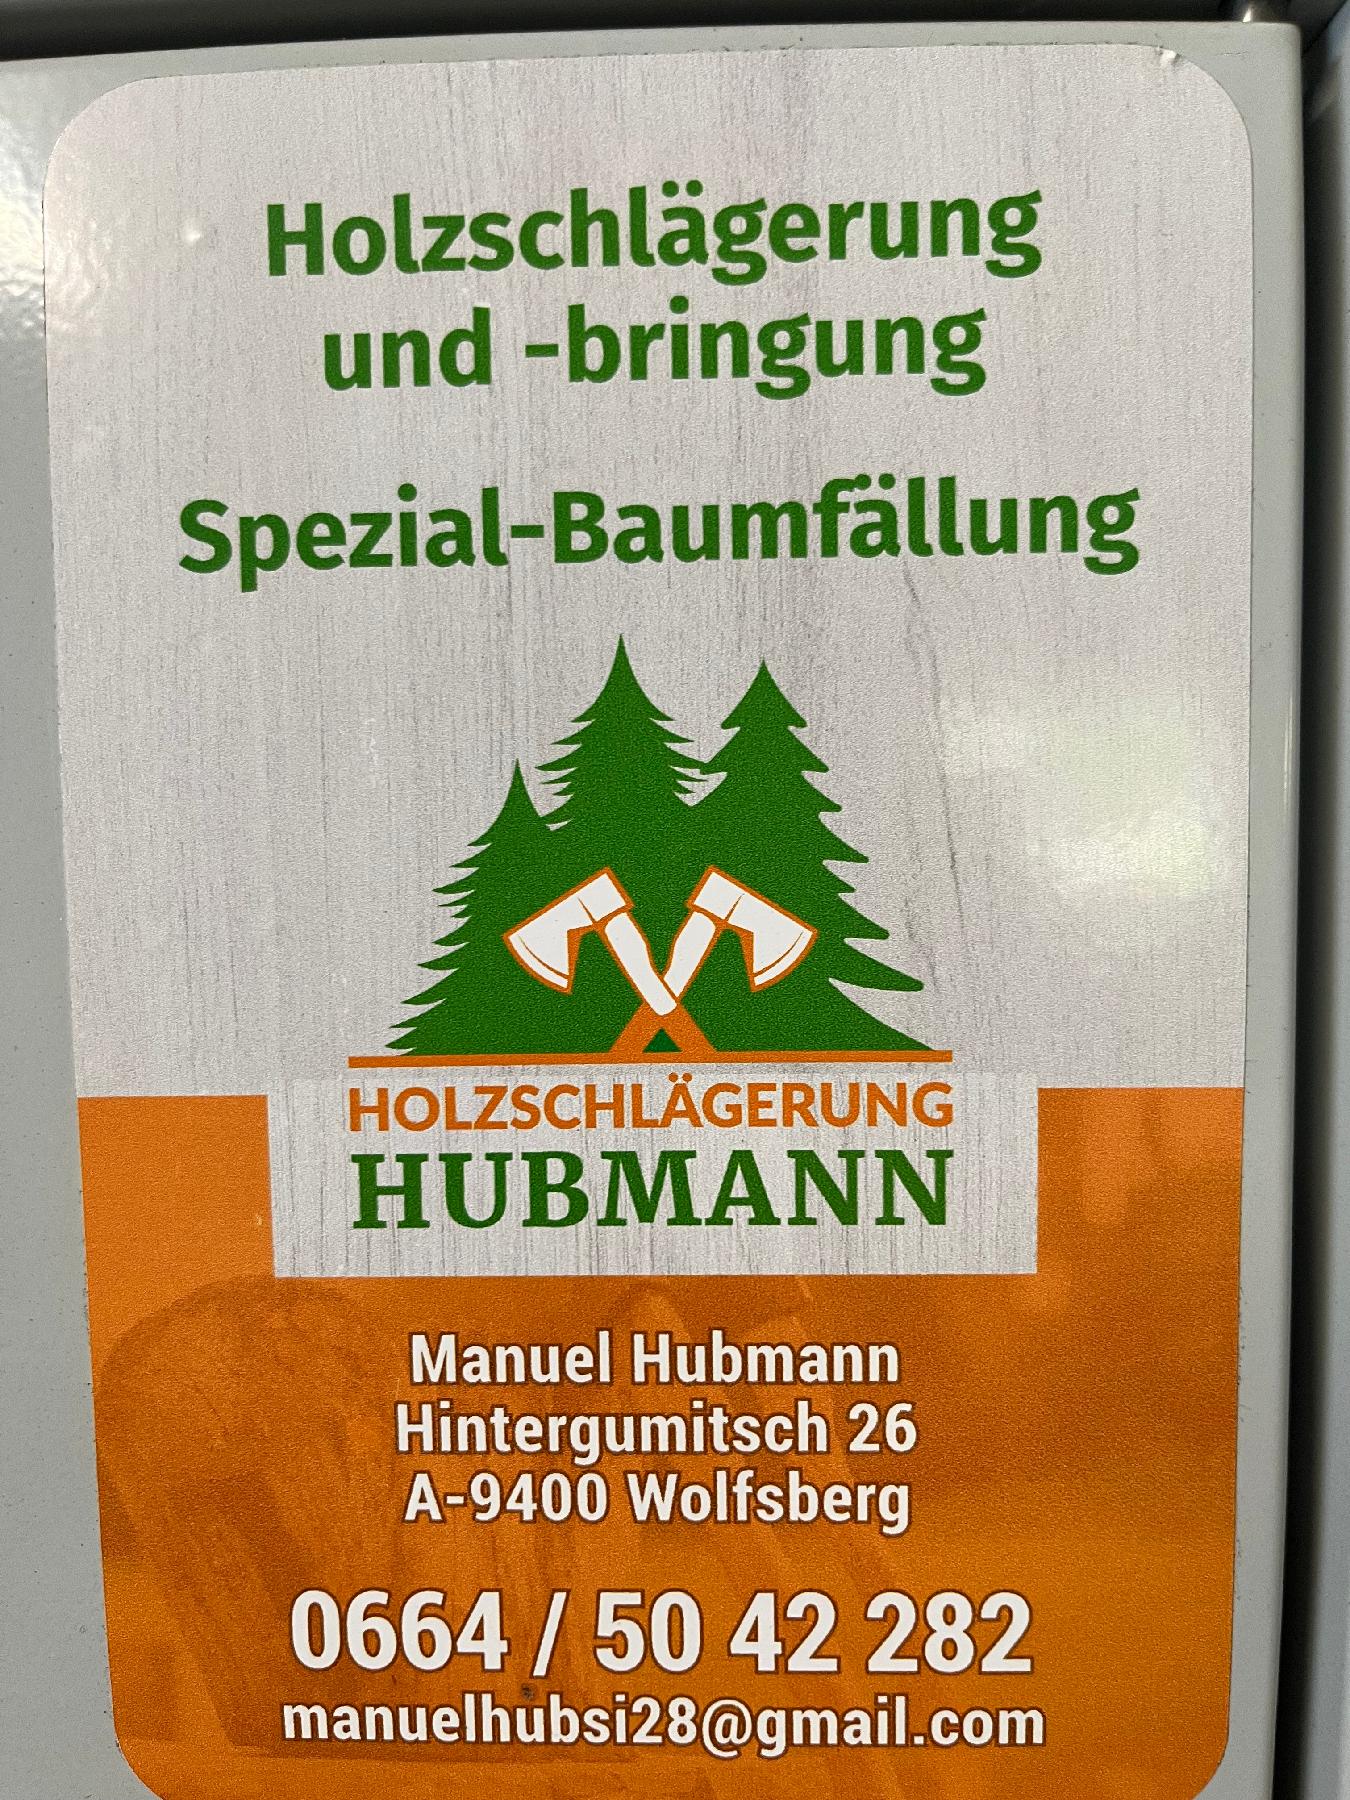 Holzschlägerung
und -bringung
Spezial-Baumfällung
HOLZSCHLÄGERUNG
HUBMANN
Manuel Hubmann
Hintergumitsch 26
A-9400 Wolfsberg
0664 / 50 42 282
manuelhubsi28@gmail.com